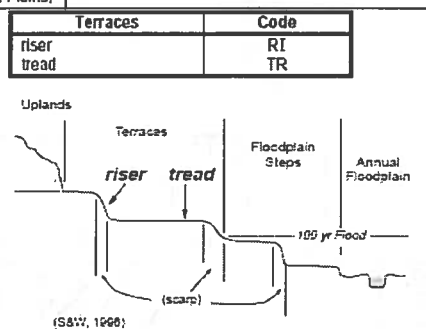 Plains)
Terraces Code
riser RI
tread TR
Uplands
Terraces
Floodplain
Steps
Annual
Floodplain
riser tread
100 yr Flood
(scarp)
(S&W, 1996)